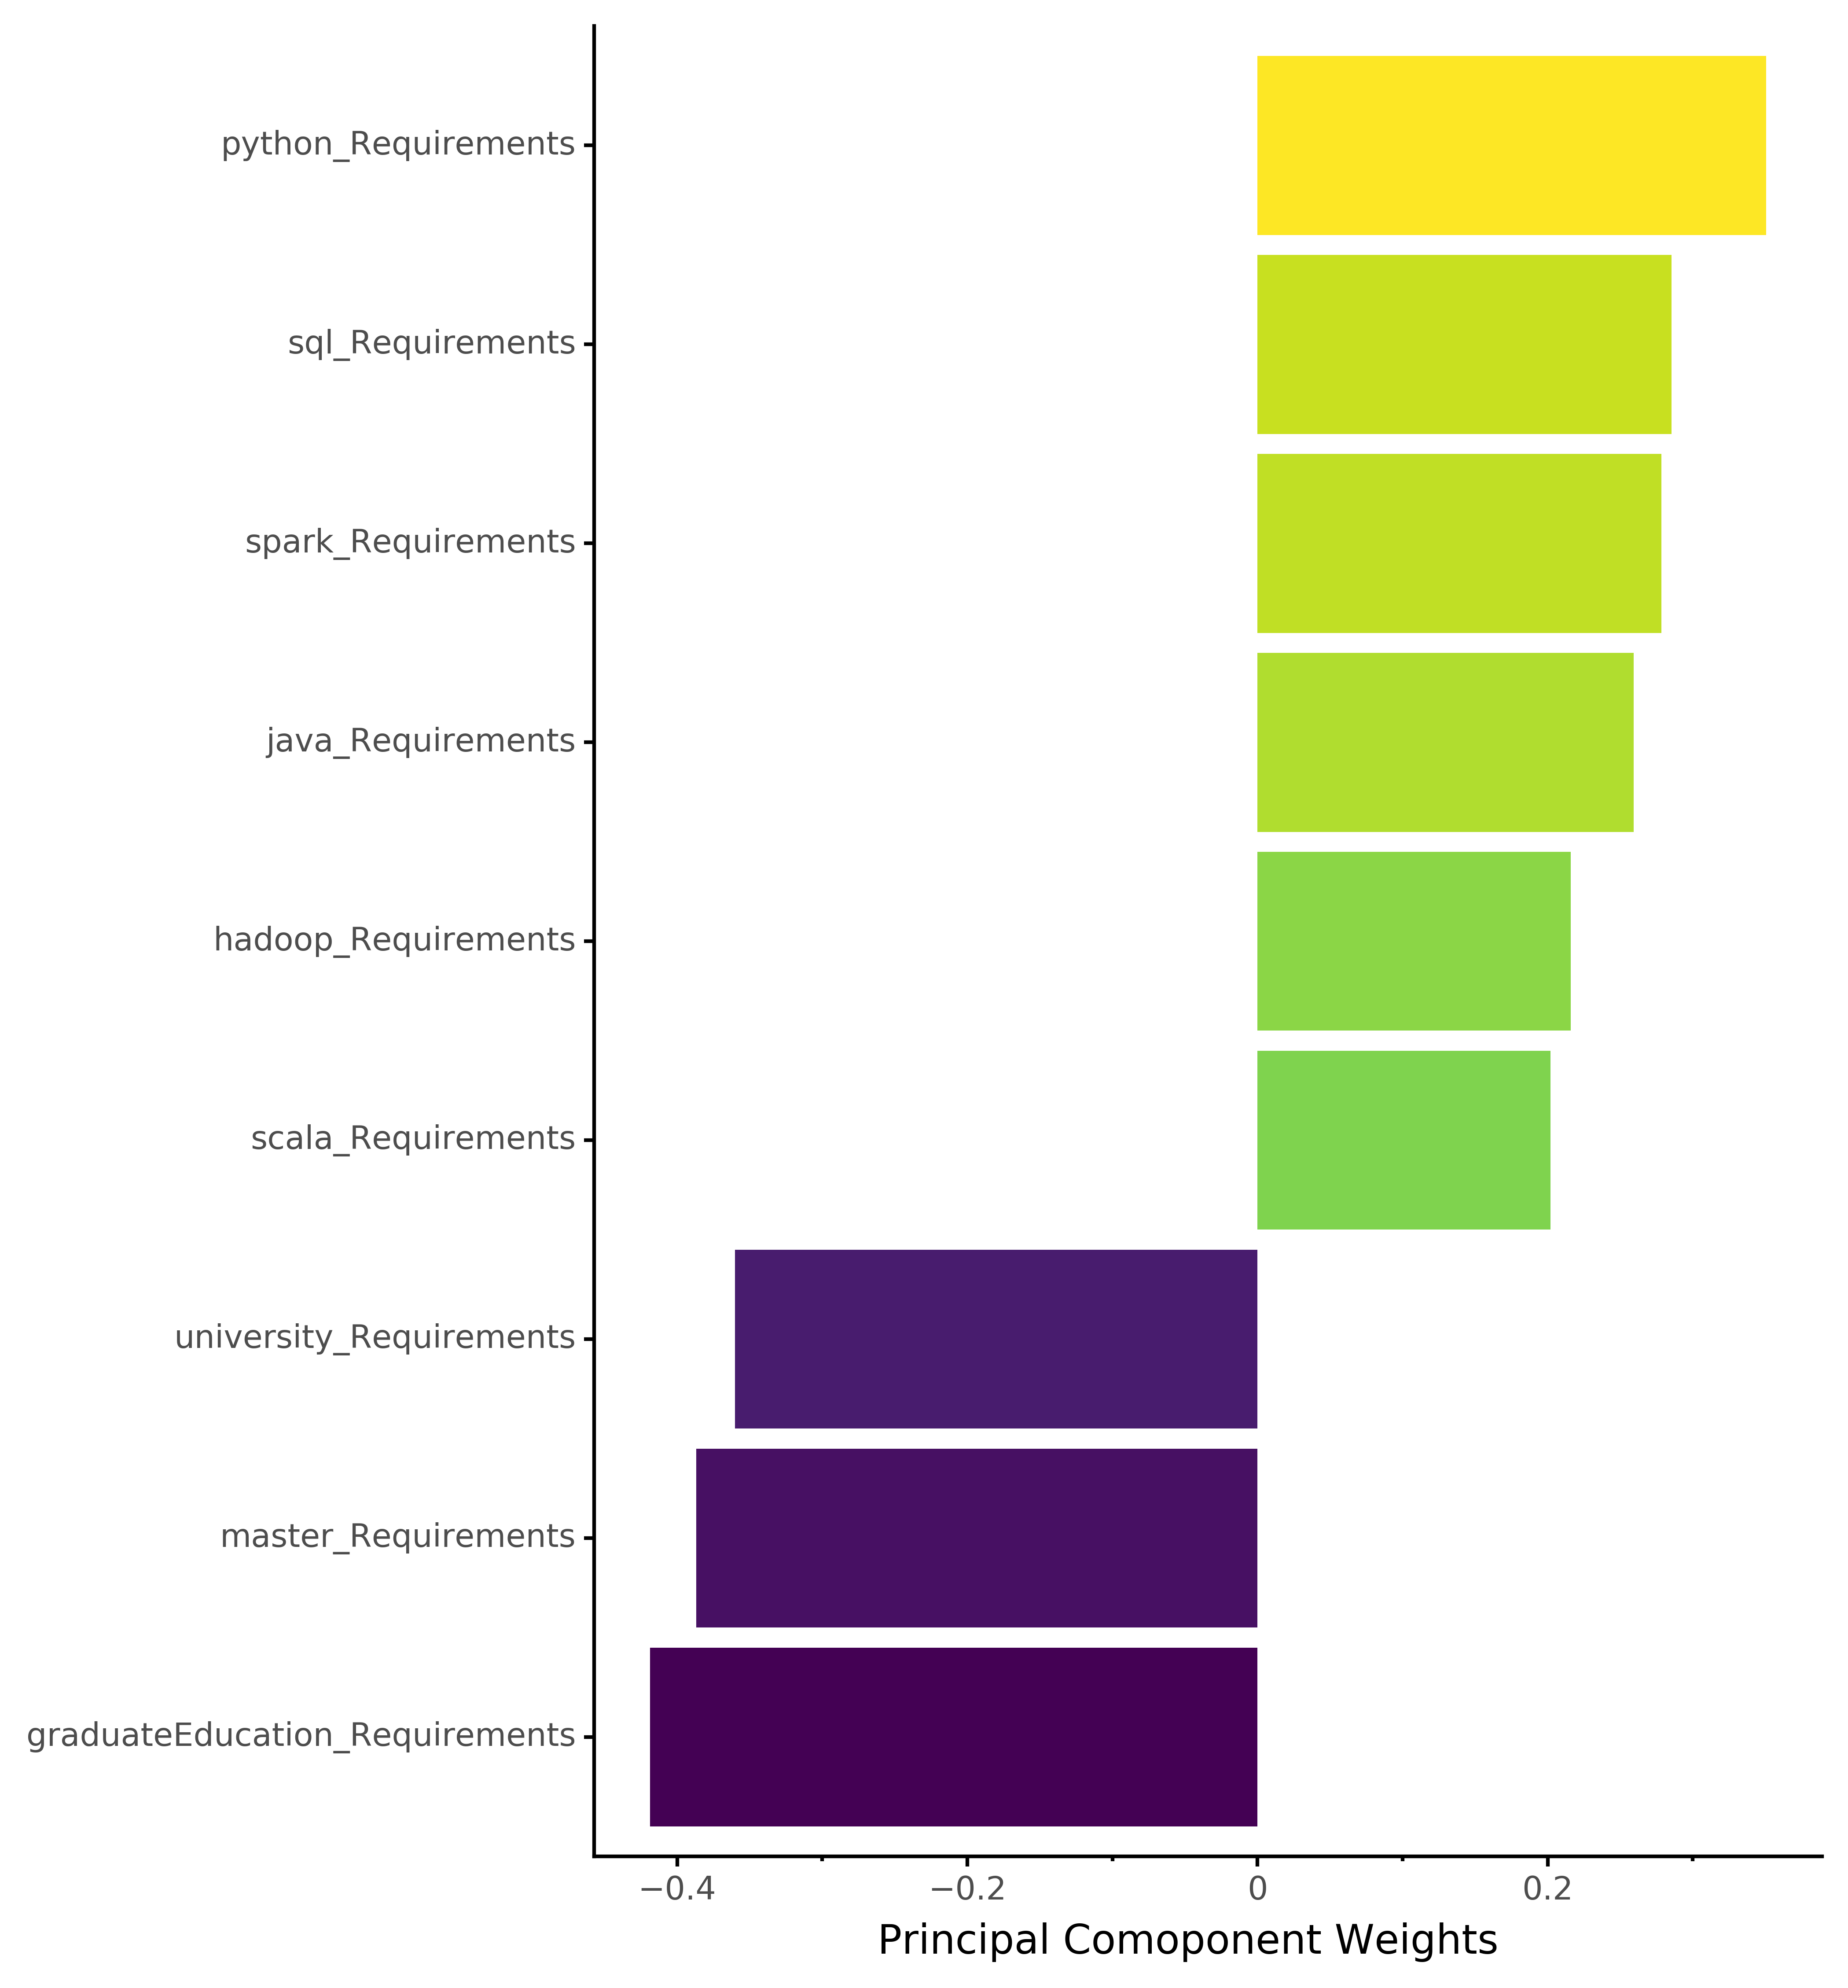 python_Requirements
sql_Requirements
spark_Requirements
java_Requirements
hadoop_Requirements
scala_Requirements
university_Requirements
master_Requirements
graduateEducation_Requirements
−0.4 −0.2 0 0.2
Principal Comoponent Weights